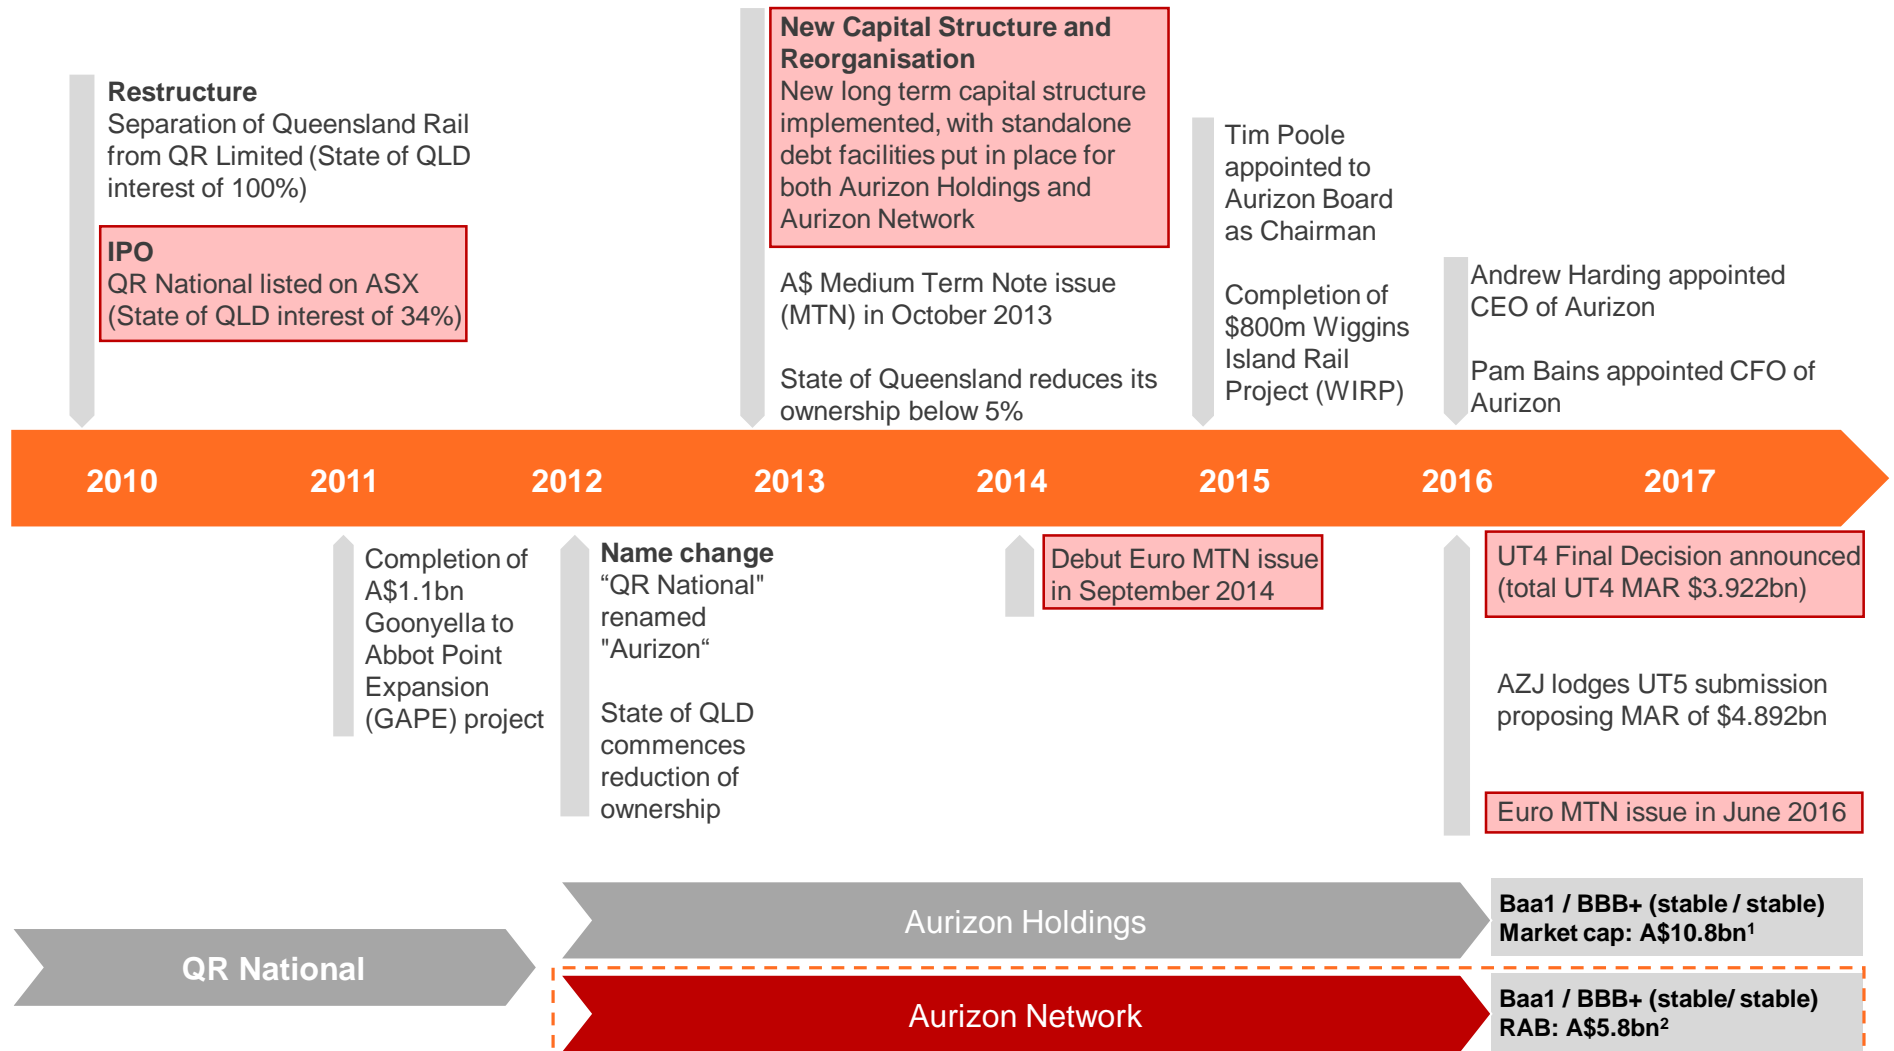 Restructure
Separation of Queensland Rail
from QR Limited (State of QLD
interest of 100%)
IPO
QR National listed on ASX
(State of QLD interest of 34%)
New Capital Structure and
Reorganisation
New long term capital structure
implemented, with standalone
debt facilities put in place for
both Aurizon Holdings and
Aurizon Network
A$ Medium Term Note issue
(MTN) in October 2013
State of Queensland reduces its
ownership below 5%
Tim Poole
appointed to
Aurizon Board
as Chairman
Completion of
$800m Wiggins
Island Rail
Project (WIRP)
Andrew Harding appointed
CEO of Aurizon
Pam Bains appointed CFO of
Aurizon
2010 2011 2012 2013 2014 2015 2016 2017
Completion of
A$1.1bn
Goonyella to
Abbot Point
Expansion
(GAPE) project
Name change
“QR National"
renamed
"Aurizon“
State of QLD
commences
reduction of
ownership
Debut Euro MTN issue
in September 2014
UT4 Final Decision announced
(total UT4 MAR $3.922bn)
AZJ lodges UT5 submission
proposing MAR of $4.892bn
Euro MTN issue in June 2016
QR National
Aurizon Holdings
Baa1 / BBB+ (stable / stable)
Market cap: A$10.8bn¹
Aurizon Network
Baa1 / BBB+ (stable/ stable)
RAB: A$5.8bn²